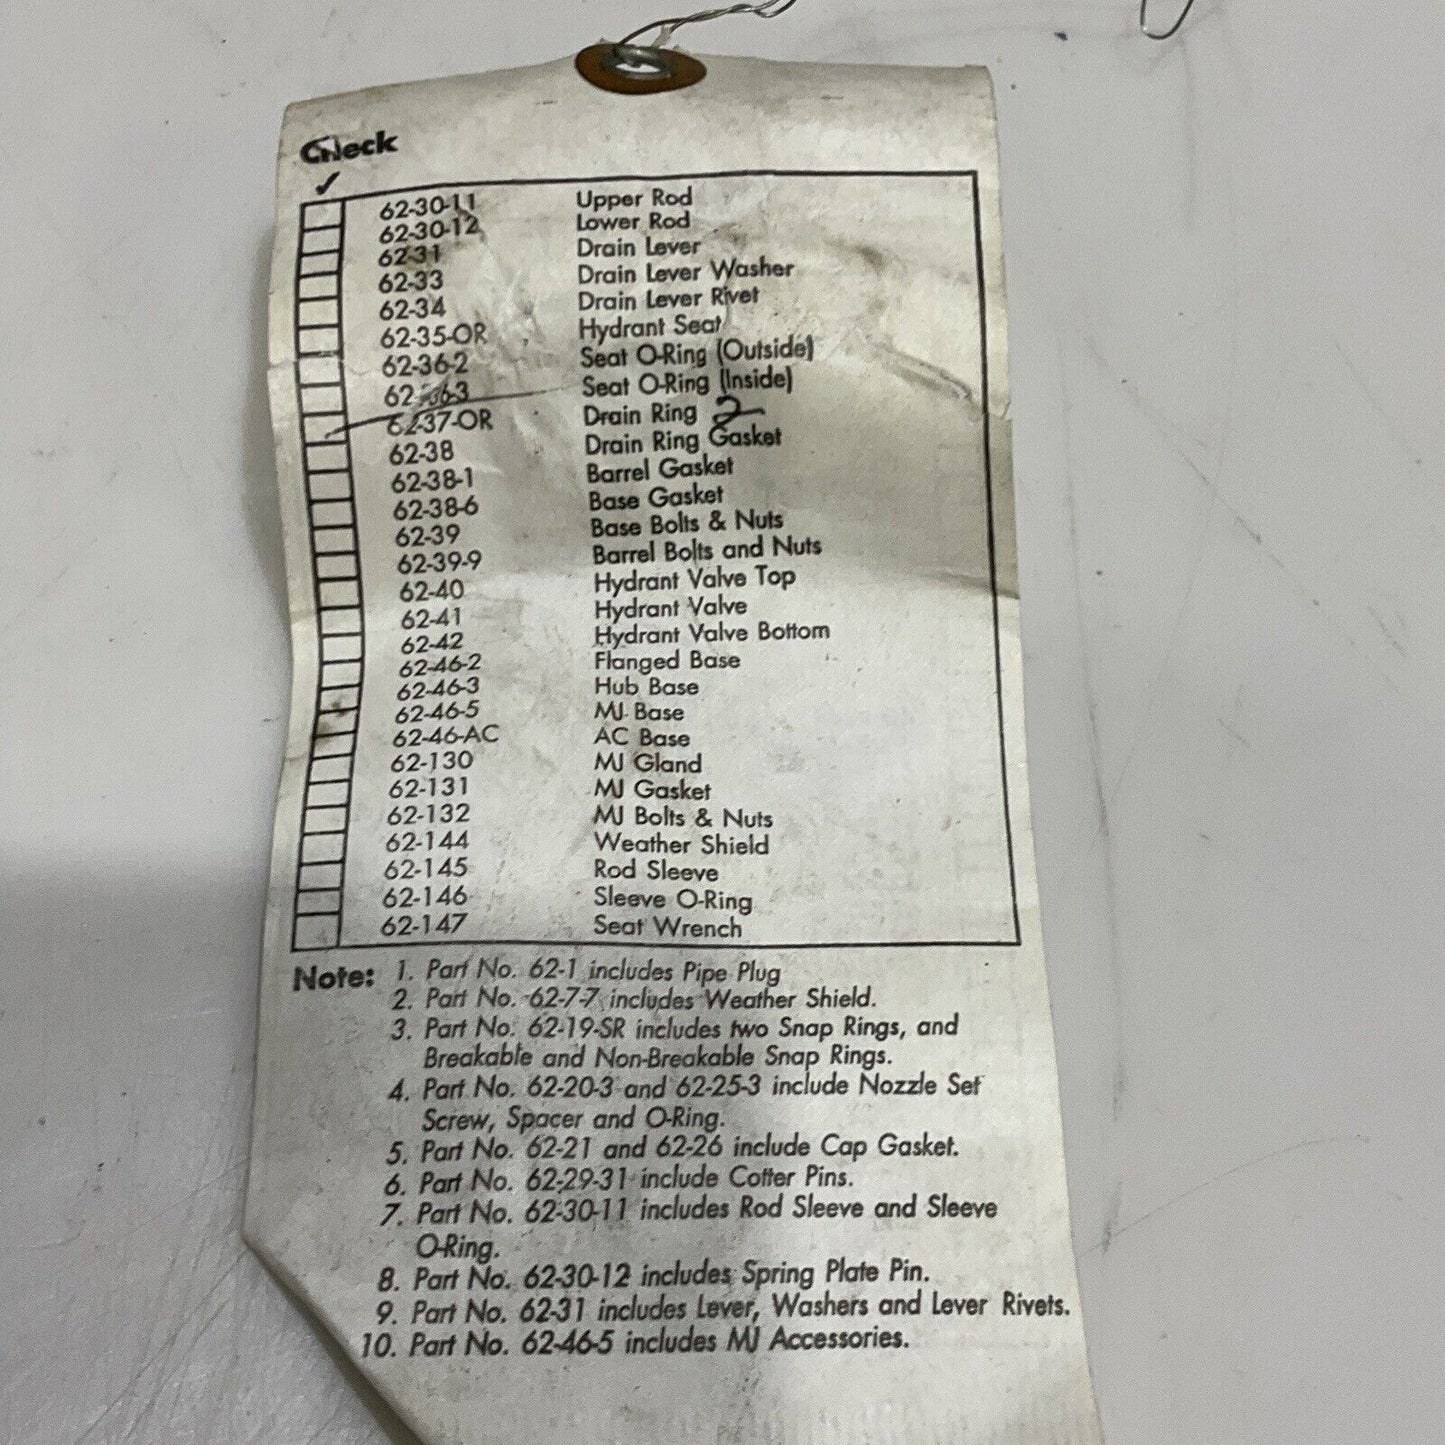 Check
✓
62-30-11 Upper Rod
62-30-12 Lower Rod
62-31 Drain Lever
62-33 Drain Lever Washer
62-34 Drain Lever Rivet
62-35-OR Hydrant Seat
62-36-2 Seat O-Ring (Outside)
62-36-3 Seat O-Ring (Inside)
62-37-OR Drain Ring 2
62-38 Drain Ring Gasket
62-38-1 Barrel Gasket
62-38-6 Base Gasket
62-39 Base Bolts & Nuts
62-39-9 Barrel Bolts and Nuts
62-40 Hydrant Valve Top
62-41 Hydrant Valve
62-42 Hydrant Valve Bottom
62-46-2 Flanged Base
62-46-3 Hub Base
62-46-5 MJ Base
62-46-AC AC Base
62-130 MJ Gland
62-131 MJ Gasket
62-132 MJ Bolts & Nuts
62-144 Weather Shield
62-145 Rod Sleeve
62-146 Sleeve O-Ring
62-147 Seat Wrench
Note: 1. Part No. 62-1 includes Pipe Plug
2. Part No. 62-7-7 includes Weather Shield.
3. Part No. 62-19-SR includes two Snap Rings, and
Breakable and Non-Breakable Snap Rings.
4. Part No. 62-20-3 and 62-25-3 include Nozzle Set
Screw, Spacer and O-Ring.
5. Part No. 62-21 and 62-26 include Cap Gasket.
6. Part No. 62-29-31 include Cotter Pins.
7. Part No. 62-30-11 includes Rod Sleeve and Sleeve
O-Ring.
8. Part No. 62-30-12 includes Spring Plate Pin.
9. Part No. 62-31 includes Lever, Washers and Lever Rivets.
10. Part No. 62-46-5 includes MJ Accessories.